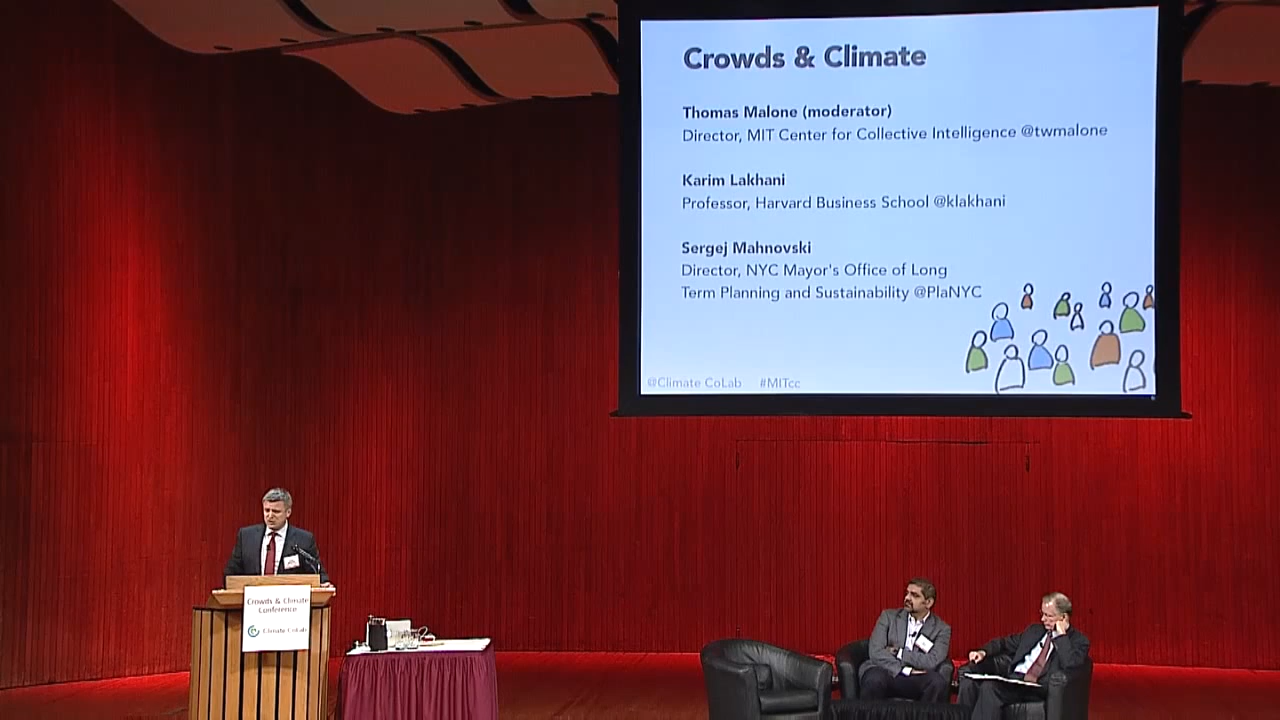 Crowds & Climate
Thomas Malone (moderator)
Director, MIT Center for Collective Intelligence @twmalone
Karim Lakhani
Professor, Harvard Business School @klakhani
Sergej Mahnovski
Director, NYC Mayor's Office of Long
Term Planning and Sustainability @PlaNYC
@Climate CoLab #MITcc
Crowds & Climate
Conference
Climate CoLab